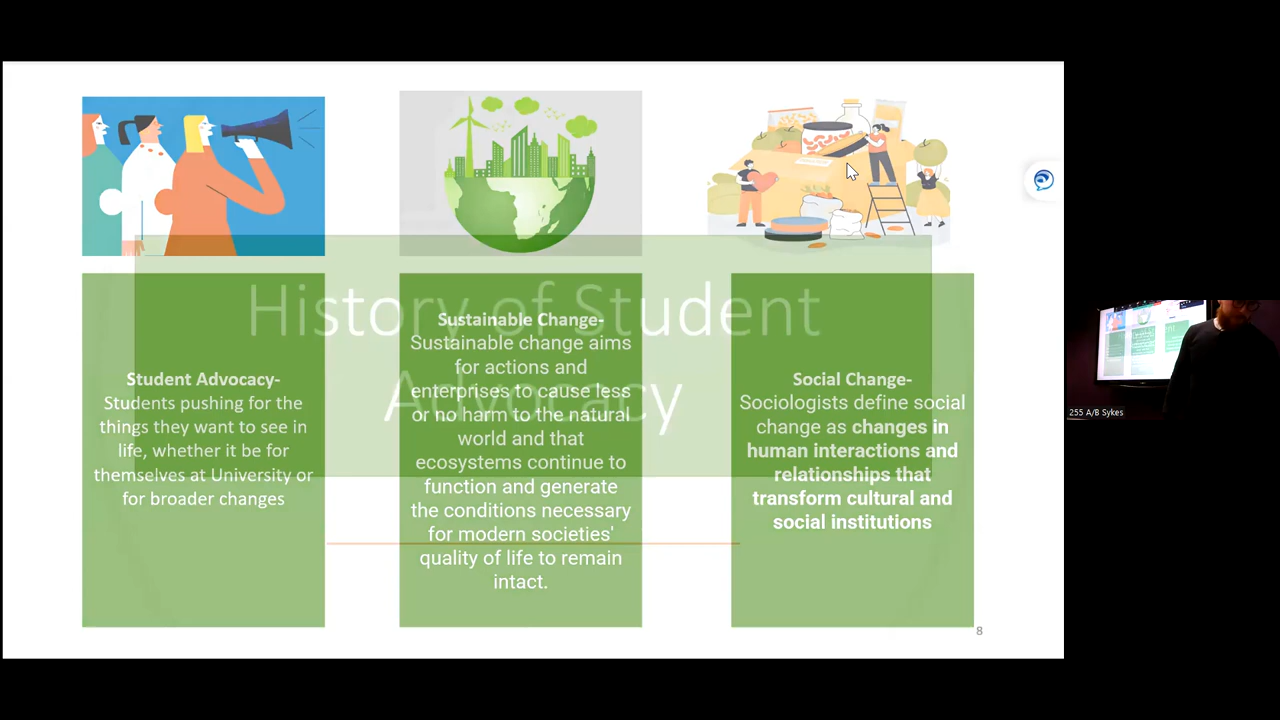 History of Student
Advocacy
Student Advocacy-
Students pushing for the
things they want to see in
life, whether it be for
themselves at University or
for broader changes
Sustainable Change-
Sustainable change aims
for actions and
enterprises to cause less
or no harm to the natural
world and that
ecosystems continue to
function and generate
the conditions necessary
for modern societies'
quality of life to remain
intact.
Social Change-
Sociologists define social
change as changes in
human interactions and
relationships that
transform cultural and
social institutions
8
255 A/B Sykes